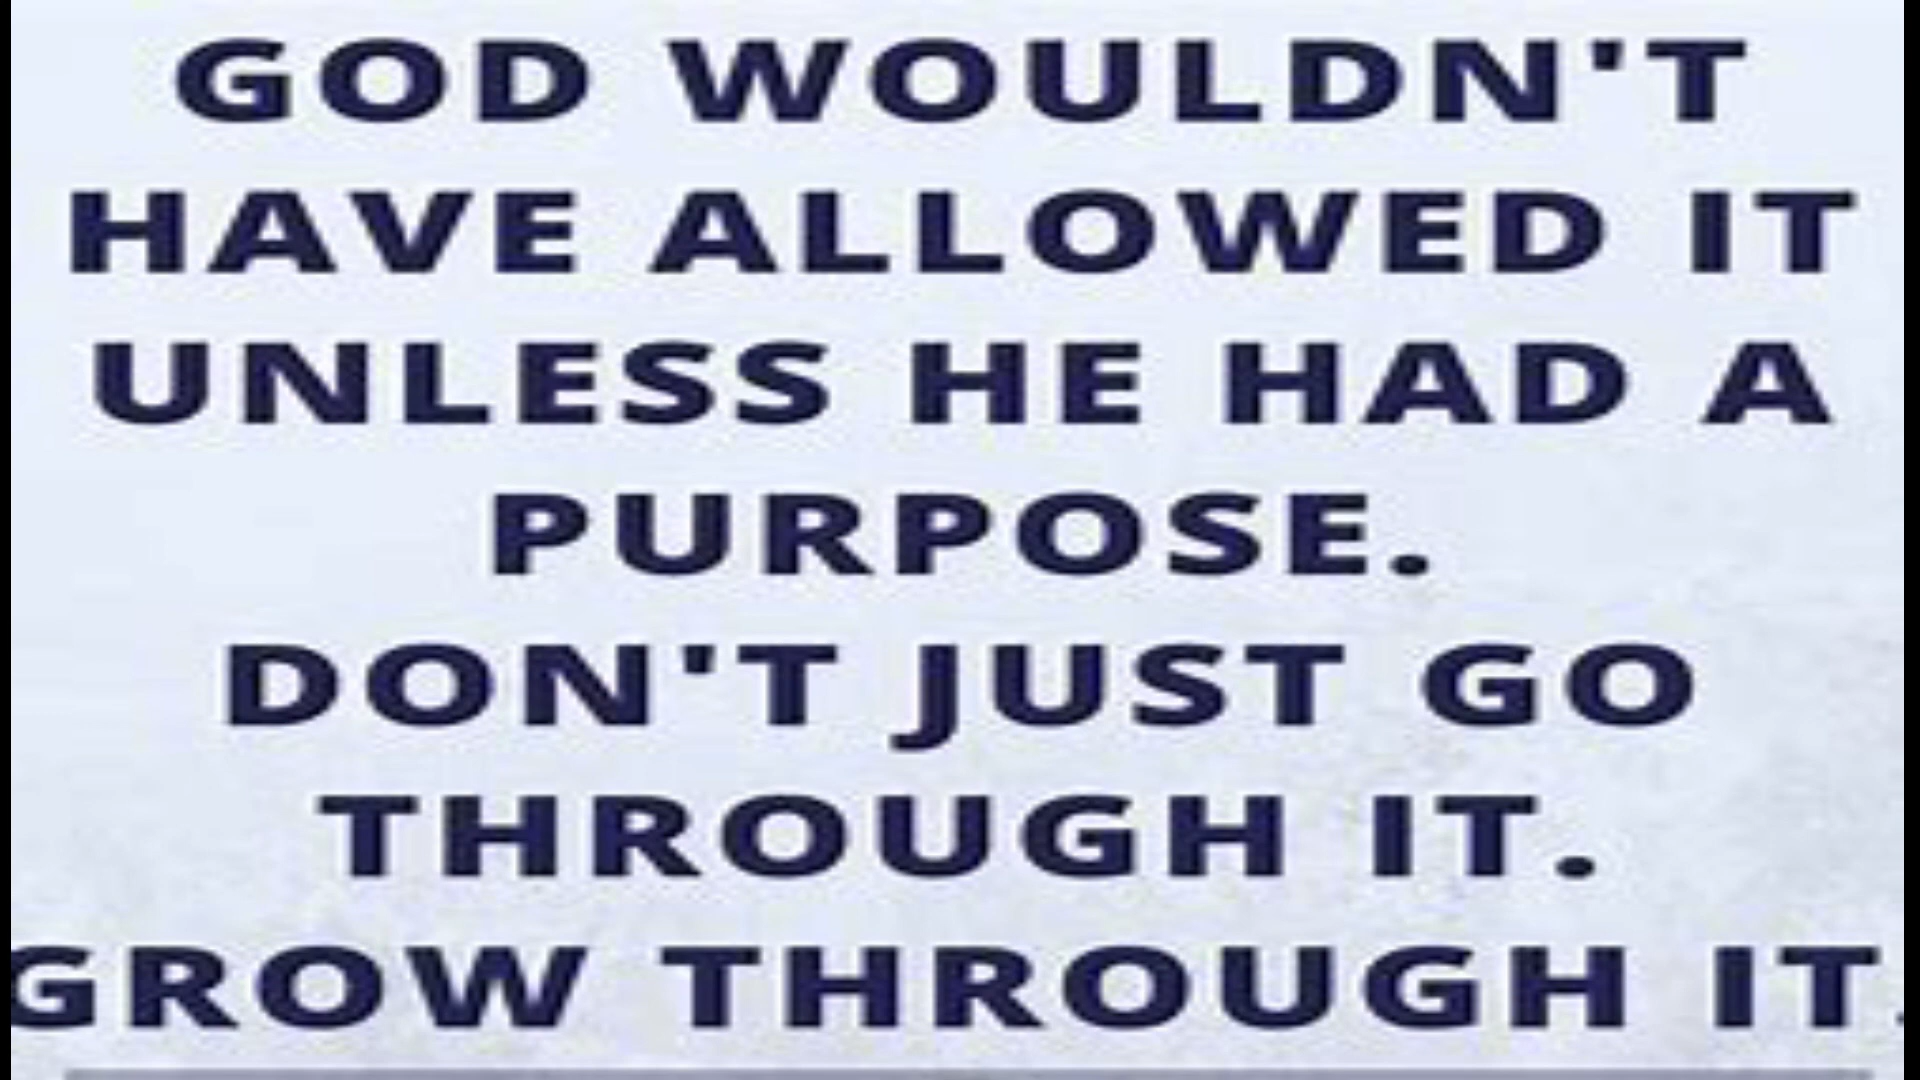 GOD WOULDN'T
HAVE ALLOWED IT
UNLESS HE HAD A
PURPOSE.
DON'T JUST GO
THROUGH IT.
GROW THROUGH IT.